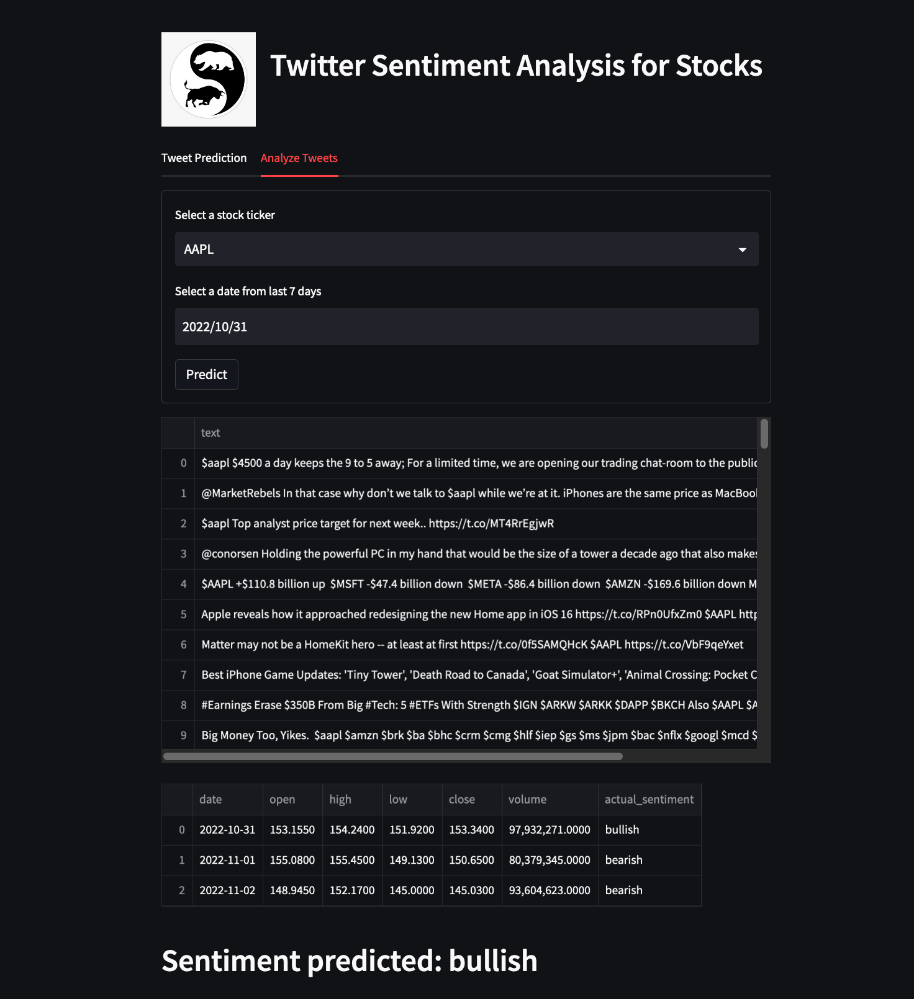 Twitter Sentiment Analysis for Stocks
Tweet Prediction Analyze Tweets
Select a stock ticker
AAPL
Select a date from last 7 days
2022/10/31
Predict
text
0 $aapl $4500 a day keeps the 9 to 5 away; For a limited time, we are opening our trading chat-room to the public
1 @MarketRebels In that case why don’t we talk to $aapl while we’re at it. iPhones are the same price as
2 $aapl Top analyst price target for next week.. https://t.co/MT4RrEgjwR
3 @conorsen Holding the powerful PC in my hand that would be the size of a tower a decade ago that also makes
4 $AAPL +$110.8 billion up $MSFT -$47.4 billion down $META -$86.4 billion down $AMZN -$169.6 billion down M
5 Apple reveals how it approached redesigning the new Home app in iOS 16 https://t.co/RPn0UfxZm0 $AAPL http
6 Matter may not be a HomeKit hero -- at least at first https://t.co/0f5SAMQHcK $AAPL https://t.co/VbF9qeYxet
7 Best iPhone Game Updates: 'Tiny Tower', 'Death Road to Canada', 'Goat Simulator+', 'Animal Crossing: Pocket C
8 #Earnings Erase $350B From Big #Tech: 5 #ETFs With Strength $IGN $ARKW $ARKK $DAPP $BKCH Also $AAPL $A
9 Big Money Too, Yikes. $aapl $amzn $brk $ba $bhc $crm $cmg $hlf $iep $gs $ms $jpm $bac $nflx $googl $mcd $
date open high low close volume actual_sentiment
0 2022-10-31 153.1550 154.2400 151.9200 153.3400 97,932,271.0000 bullish
1 2022-11-01 155.0800 155.4500 149.1300 150.6500 80,379,345.0000 bearish
2 2022-11-02 148.9450 152.1700 145.0000 145.0300 93,604,623.0000 bearish
Sentiment predicted: bullish